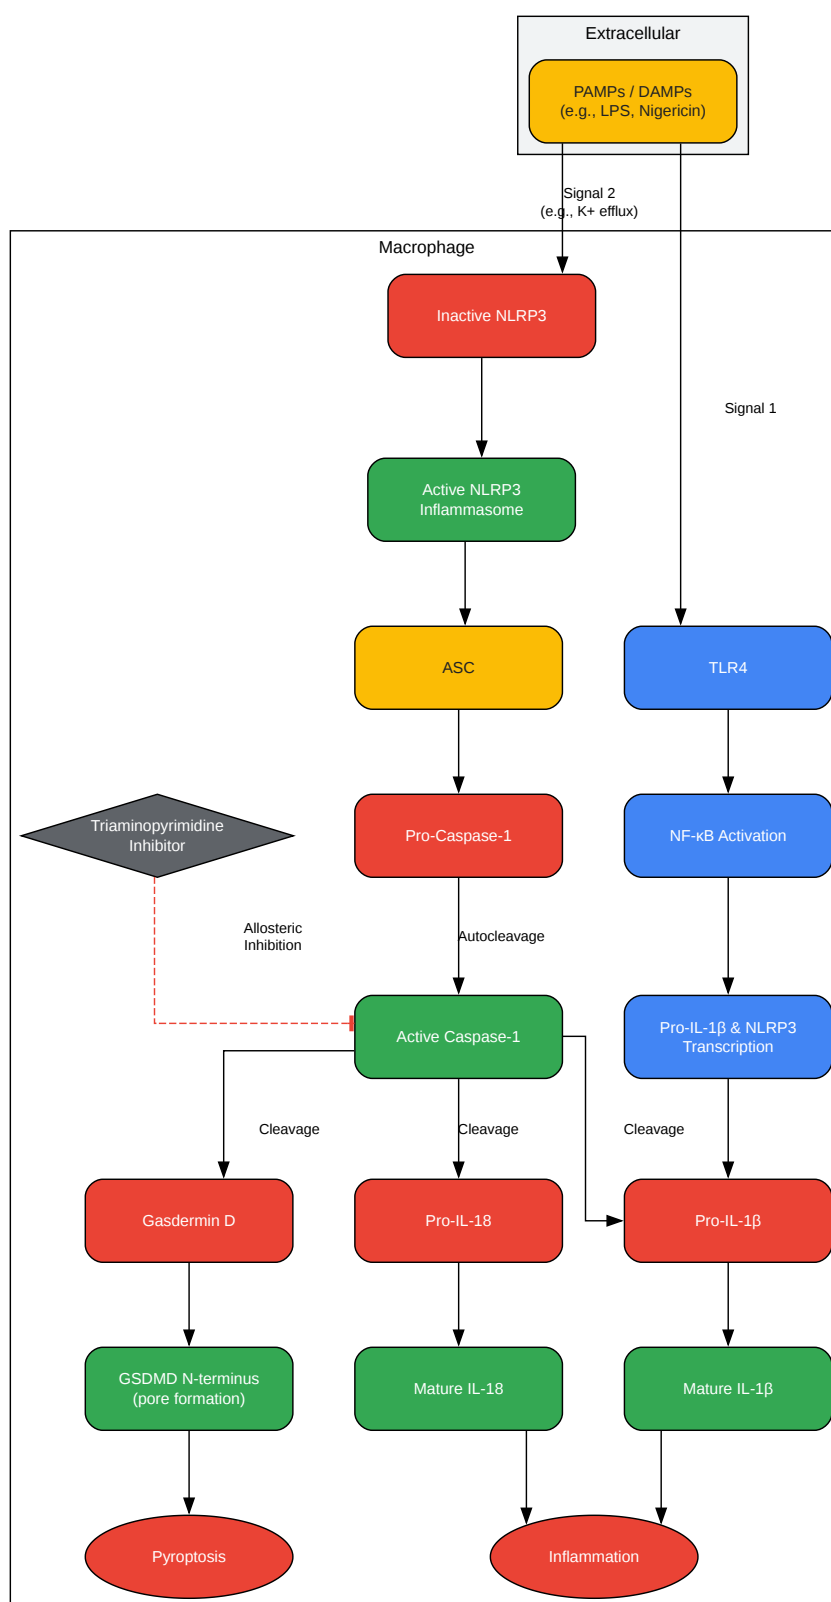 Extracellular
PAMPs / DAMPs
(e.g., LPS, Nigericin)
Signal 2
(e.g., K+ efflux)
Macrophage
Inactive NLRP3
Signal 1
Active NLRP3
Inflammasome
ASC
TLR4
Triaminopyrimidine
Inhibitor
Pro-Caspase-1
NF-κB Activation
Allosteric
Inhibition
Autocleavage
Active Caspase-1
Pro-IL-1β & NLRP3
Transcription
Cleavage
Cleavage
Cleavage
Gasdermin D
Pro-IL-18
Pro-IL-1β
GSDMD N-terminus
(pore formation)
Mature IL-18
Mature IL-1β
Pyroptosis
Inflammation